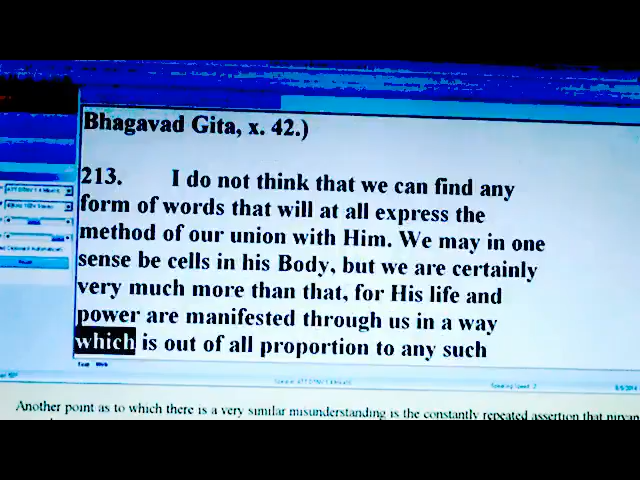 Bhagavad Gita, x. 42.)
213. I do not think that we can find any
form of words that will at all express the
method of our union with Him. We may in one
sense be cells in his Body, but we are certainly
very much more than that, for His life and
power are manifested through us in a way
which is out of all proportion to any such
Another point as to which there is a very similar misunderstanding is the constantly repeated assertion that nirvan